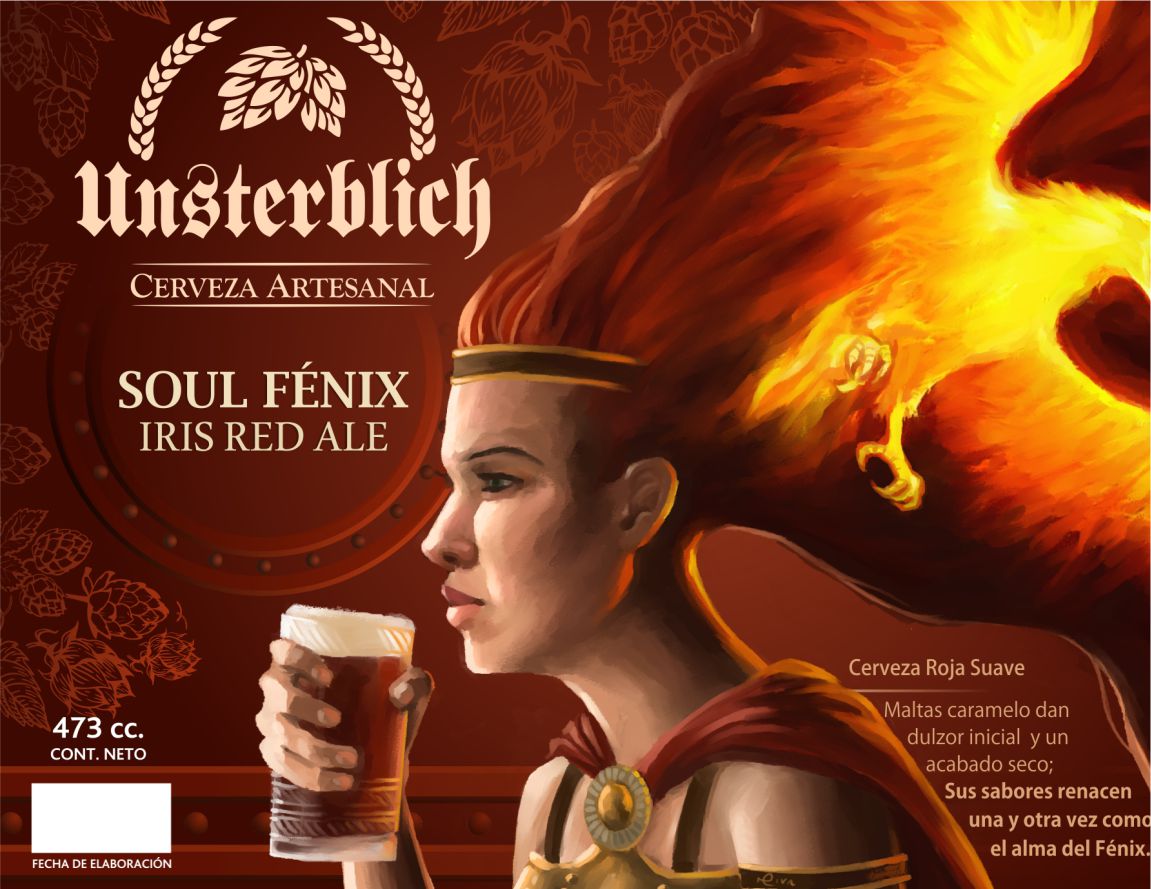 Unsterblich
CERVEZA ARTESANAL
SOUL FÉNIX
IRIS RED ALE
Cerveza Roja Suave
Maltas caramelo dan
dulzor inicial y un
acabado seco;
Sus sabores renacen
una y otra vez como
el alma del Fénix.
473 cc.
CONT. NETO
FECHA DE ELABORACIÓN